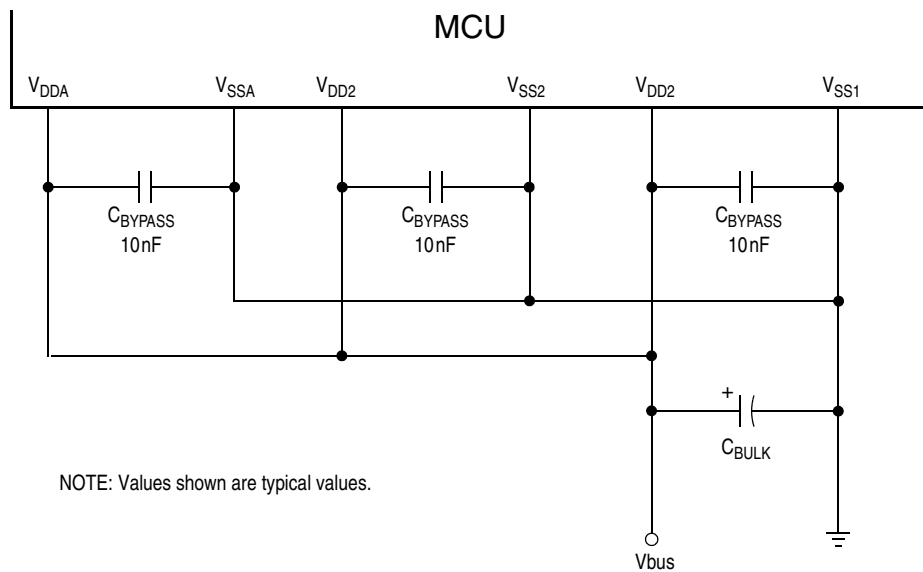 MCU
VDDA VSSA VDD2 VSS2 VDD2 VSS1
CBYPASS CBYPASS CBYPASS
10nF 10nF 10nF
+
CBULK
NOTE: Values shown are typical values.
Vbus